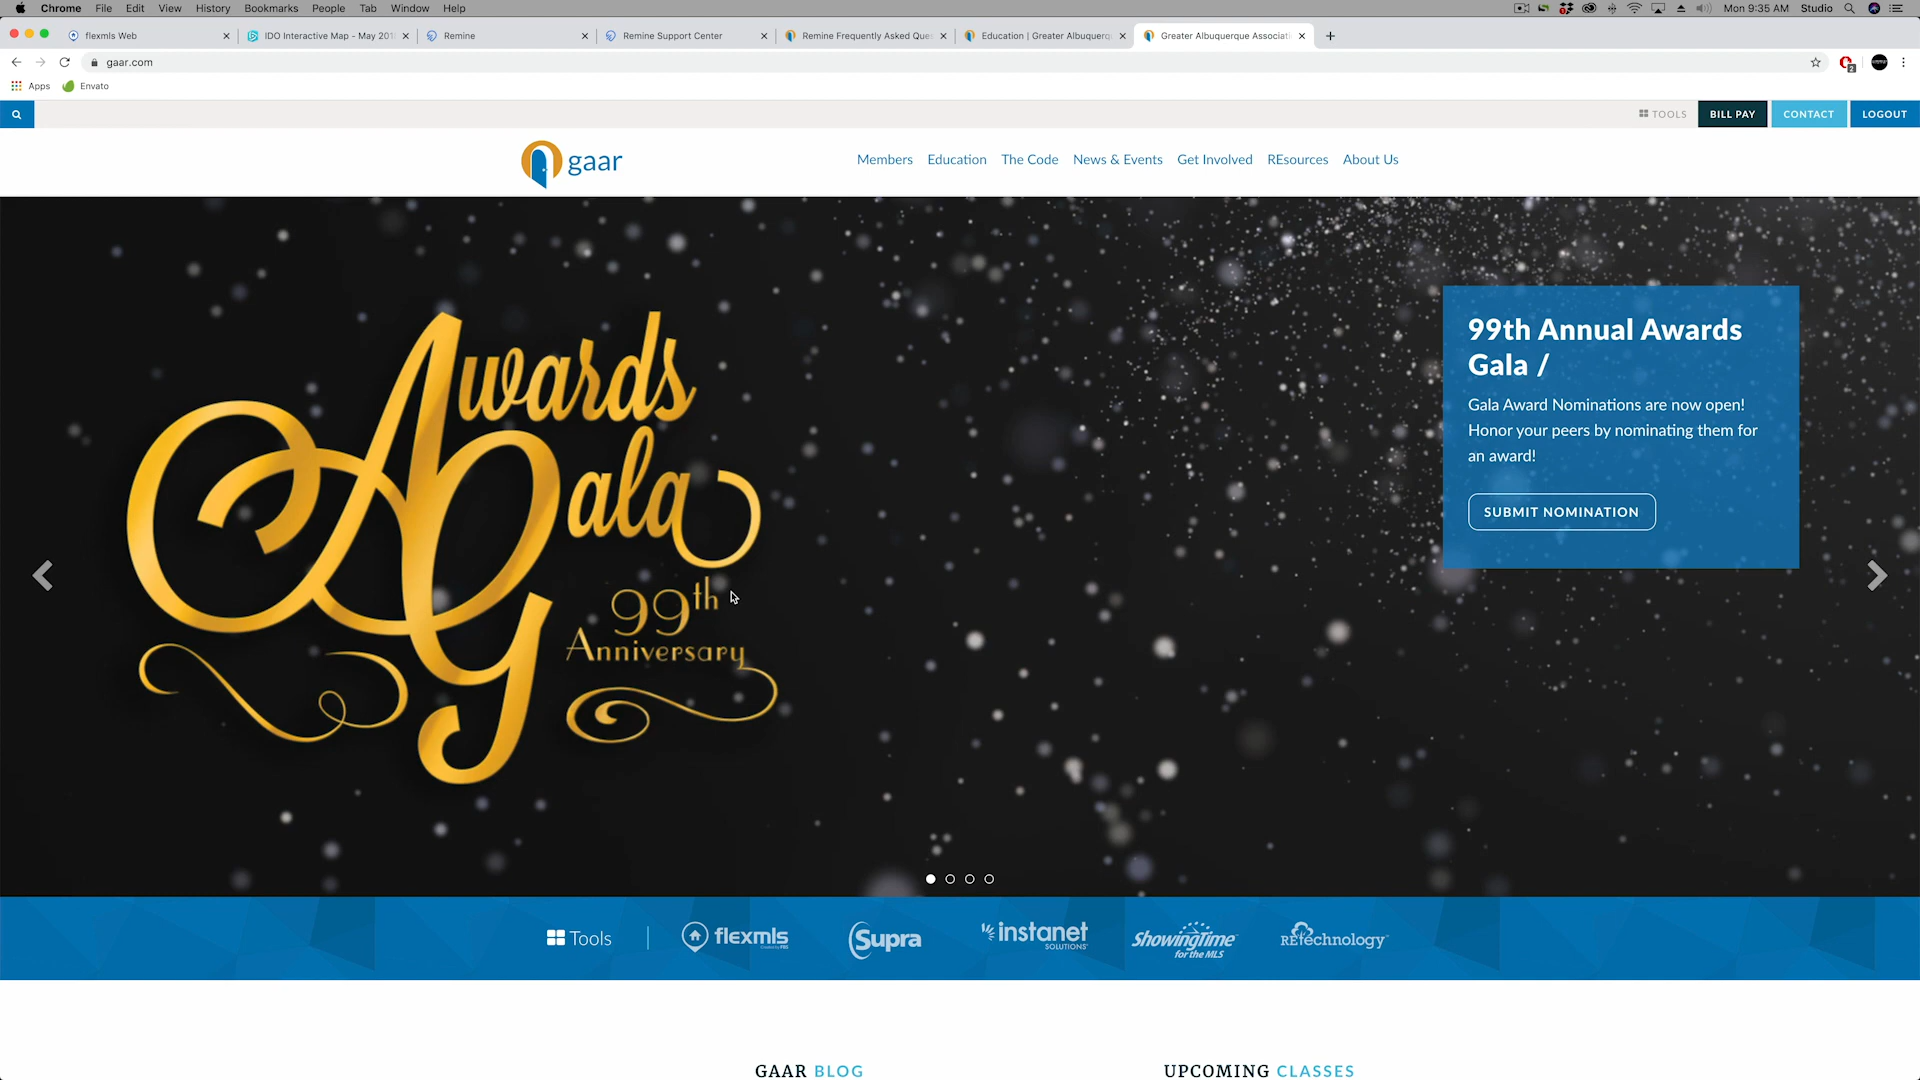 Chrome File Edit View History Bookmarks People Tab Window Help
Mon 9:35 AM Studio
flexmls Web
IDO Interactive Map - May 201
Remine
Remine Support Center
Remine Frequently Asked Ques
Education | Greater Albuquerq
Greater Albuquerque Associati
gaar.com
2
Apps Envato
TOOLS BILL PAY CONTACT LOGOUT
gaar
Members Education The Code News & Events Get Involved REsources About Us
Awards
Gala
99th
Anniversary
99th Annual Awards
Gala /
Gala Award Nominations are now open!
Honor your peers by nominating them for
an award!
SUBMIT NOMINATION
Tools
flexmls
Supra
instanet
SOLUTIONS
ShowingTime
for the MLS
REtechnology
GAAR BLOG
UPCOMING CLASSES